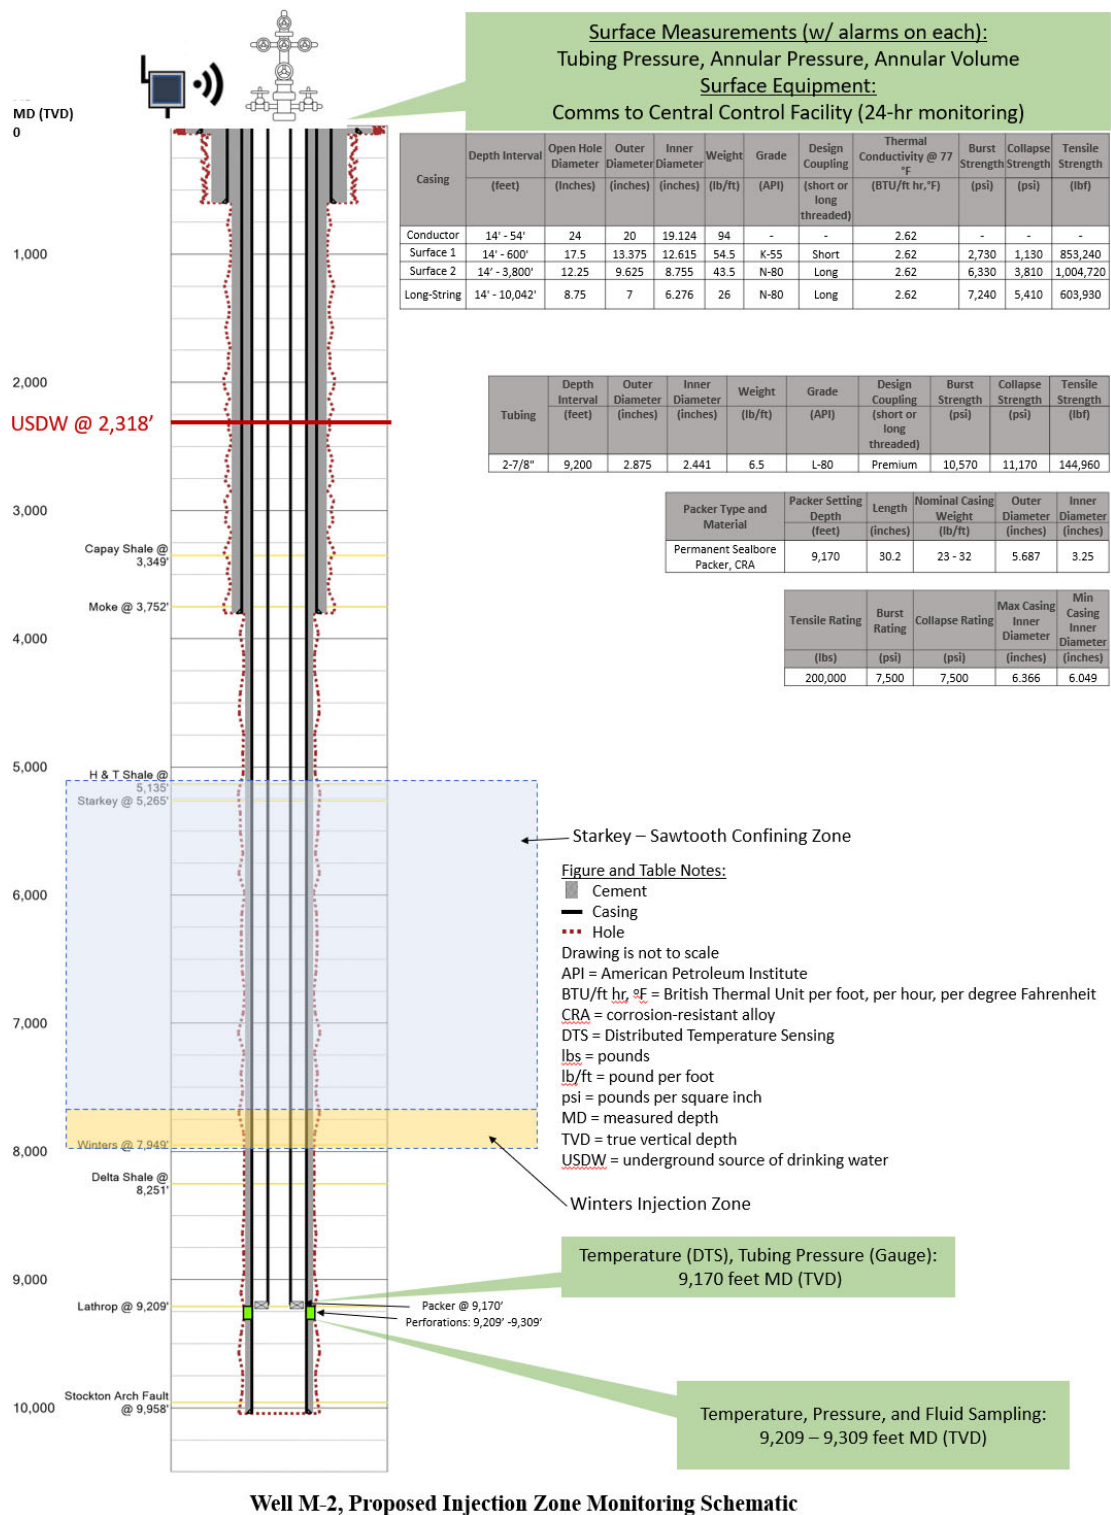 Surface Measurements (w/ alarms on each):
Tubing Pressure, Annular Pressure, Annular Volume
Surface Equipment:
Comms to Central Control Facility (24-hr monitoring)
MD (TVD)
0
1,000
2,000
USDW @ 2,318'
3,000
Capay Shale @
3,349'
Moke @ 3,752'
4,000
5,000
H & T Shale @
5,135'
Starkey @ 5,265'
6,000
7,000
Winters @ 7,949'
8,000
Delta Shale @
8,251'
9,000
Lathrop @ 9,209'
Stockton Arch Fault
@ 9,958'
10,000
Casing Depth Interval Open Hole Diameter Outer Diameter Inner Diameter Weight Grade Design Coupling Thermal Conductivity @ 77 °F Burst Strength Collapse Strength Tensile Strength
(feet) (Inches) (inches) (inches) (lb/ft) (API) (short or long threaded) (BTU/ft hr,°F) (psi) (psi) (lbf)
Conductor 14' - 54' 24 20 19.124 94 - - 2.62 - - -
Surface 1 14' - 600' 17.5 13.375 12.615 54.5 K-55 Short 2.62 2,730 1,130 853,240
Surface 2 14' - 3,800' 12.25 9.625 8.755 43.5 N-80 Long 2.62 6,330 3,810 1,004,720
Long-String 14' - 10,042' 8.75 7 6.276 26 N-80 Long 2.62 7,240 5,410 603,930
Tubing Depth Interval Outer Diameter Inner Diameter Weight Grade Design Coupling Burst Strength Collapse Strength Tensile Strength
(feet) (inches) (inches) (lb/ft) (API) (short or long threaded) (psi) (psi) (lbf)
2-7/8" 9,200 2.875 2.441 6.5 L-80 Premium 10,570 11,170 144,960
Packer Type and Material Packer Setting Depth Length Nominal Casing Weight Outer Diameter Inner Diameter
(feet) (inches) (lb/ft) (inches) (inches)
Permanent Sealbore Packer, CRA 9,170 30.2 23 - 32 5.687 3.25
Tensile Rating Burst Rating Collapse Rating Max Casing Inner Diameter Min Casing Inner Diameter
(lbs) (psi) (psi) (inches) (inches)
200,000 7,500 7,500 6.366 6.049
Starkey – Sawtooth Confining Zone
Figure and Table Notes:
Cement
Casing
Hole
Drawing is not to scale
API = American Petroleum Institute
BTU/ft hr, °F = British Thermal Unit per foot, per hour, per degree Fahrenheit
CRA = corrosion-resistant alloy
DTS = Distributed Temperature Sensing
lbs = pounds
lb/ft = pound per foot
psi = pounds per square inch
MD = measured depth
TVD = true vertical depth
USDW = underground source of drinking water
Winters Injection Zone
Temperature (DTS), Tubing Pressure (Gauge):
9,170 feet MD (TVD)
Packer @ 9,170'
Perforations: 9,209' -9,309'
Temperature, Pressure, and Fluid Sampling:
9,209 – 9,309 feet MD (TVD)
Well M-2, Proposed Injection Zone Monitoring Schematic